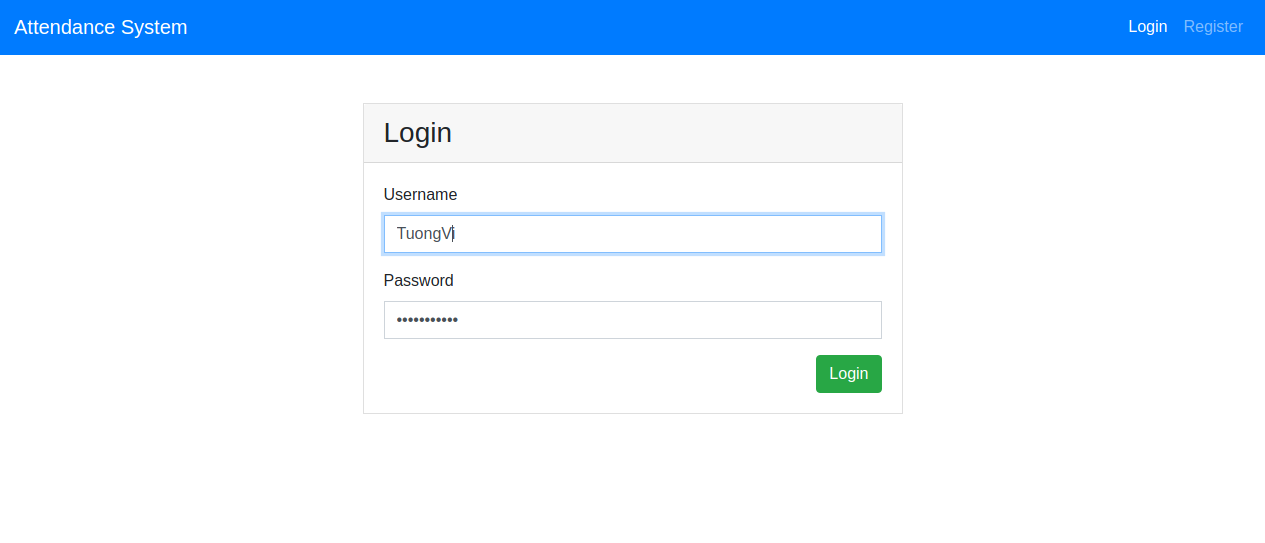 Attendance System Login Register
Login
Username
TuongVi
Password
•••••••••••
Login